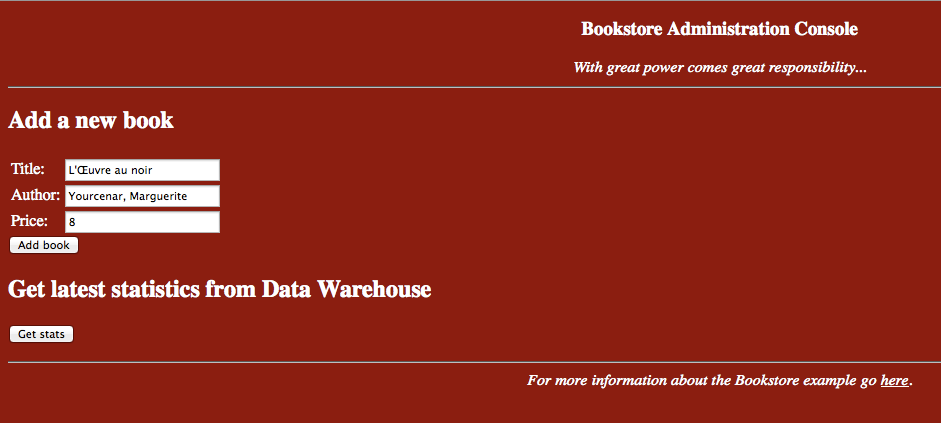 Bookstore Administration Console
With great power comes great responsibility...
Add a new book
Title: L'Œuvre au noir
Author: Yourcenar, Marguerite
Price: 8
Add book
Get latest statistics from Data Warehouse
Get stats
For more information about the Bookstore example go here.